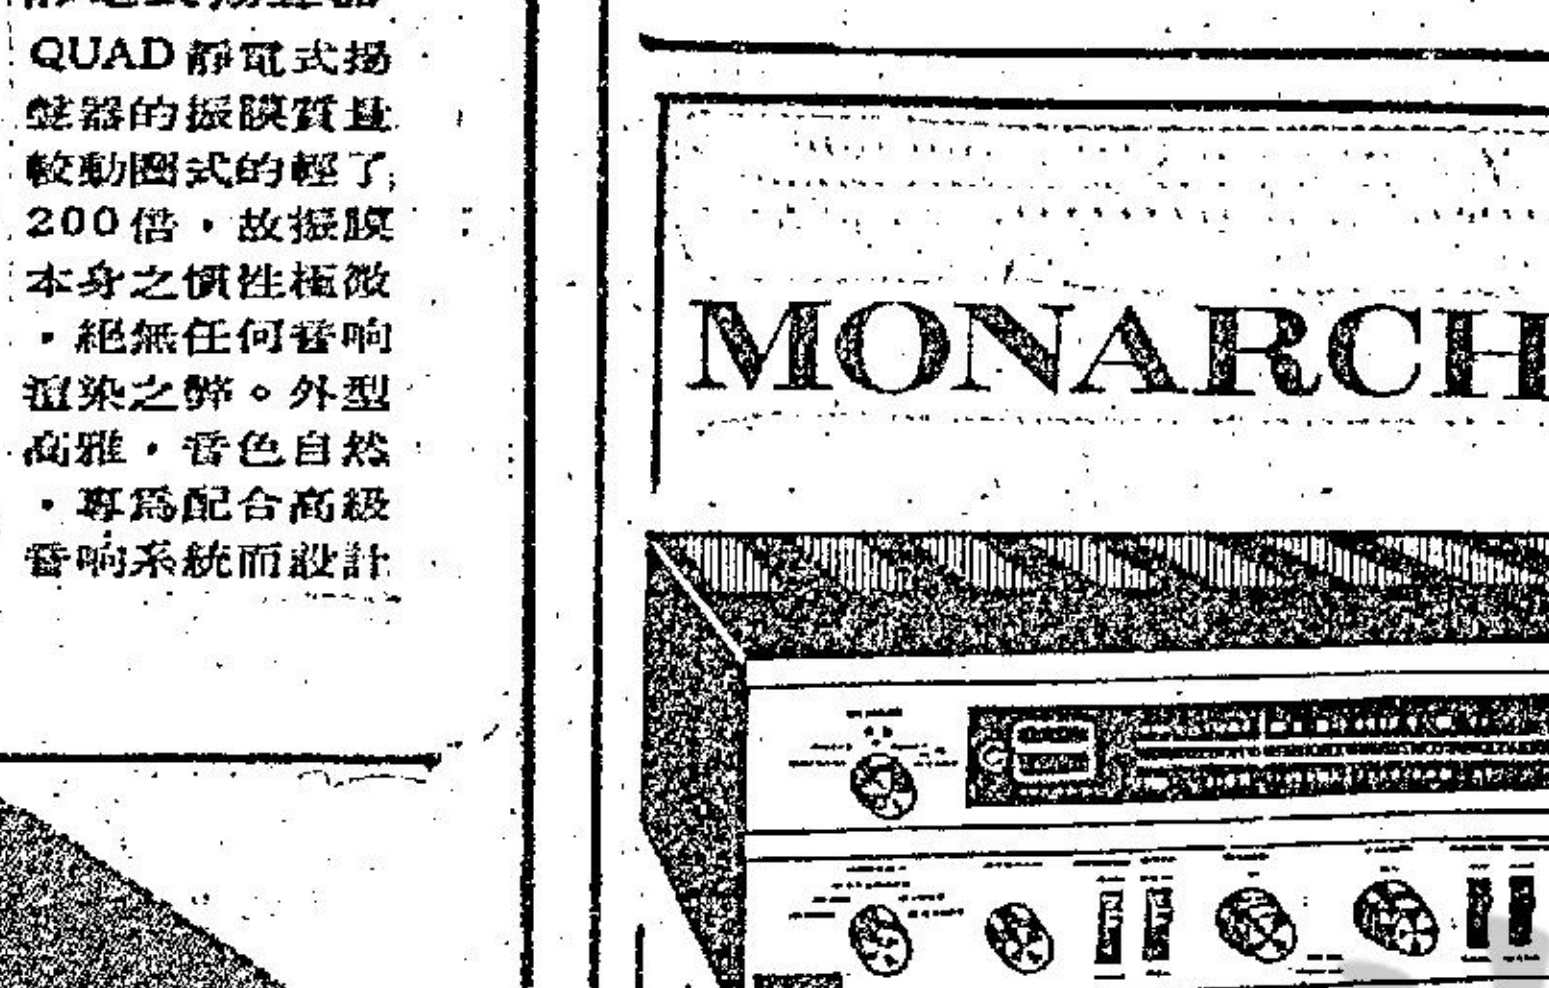 QUAD靜電式揚
聲器的振膜質量
較動圈式的輕了
200倍，故振膜
本身之慣性極微
，絕無任何音响
渲染之弊。外型
高雅，音色自然
，專爲配合高級
音响系統而設計
MONARCH